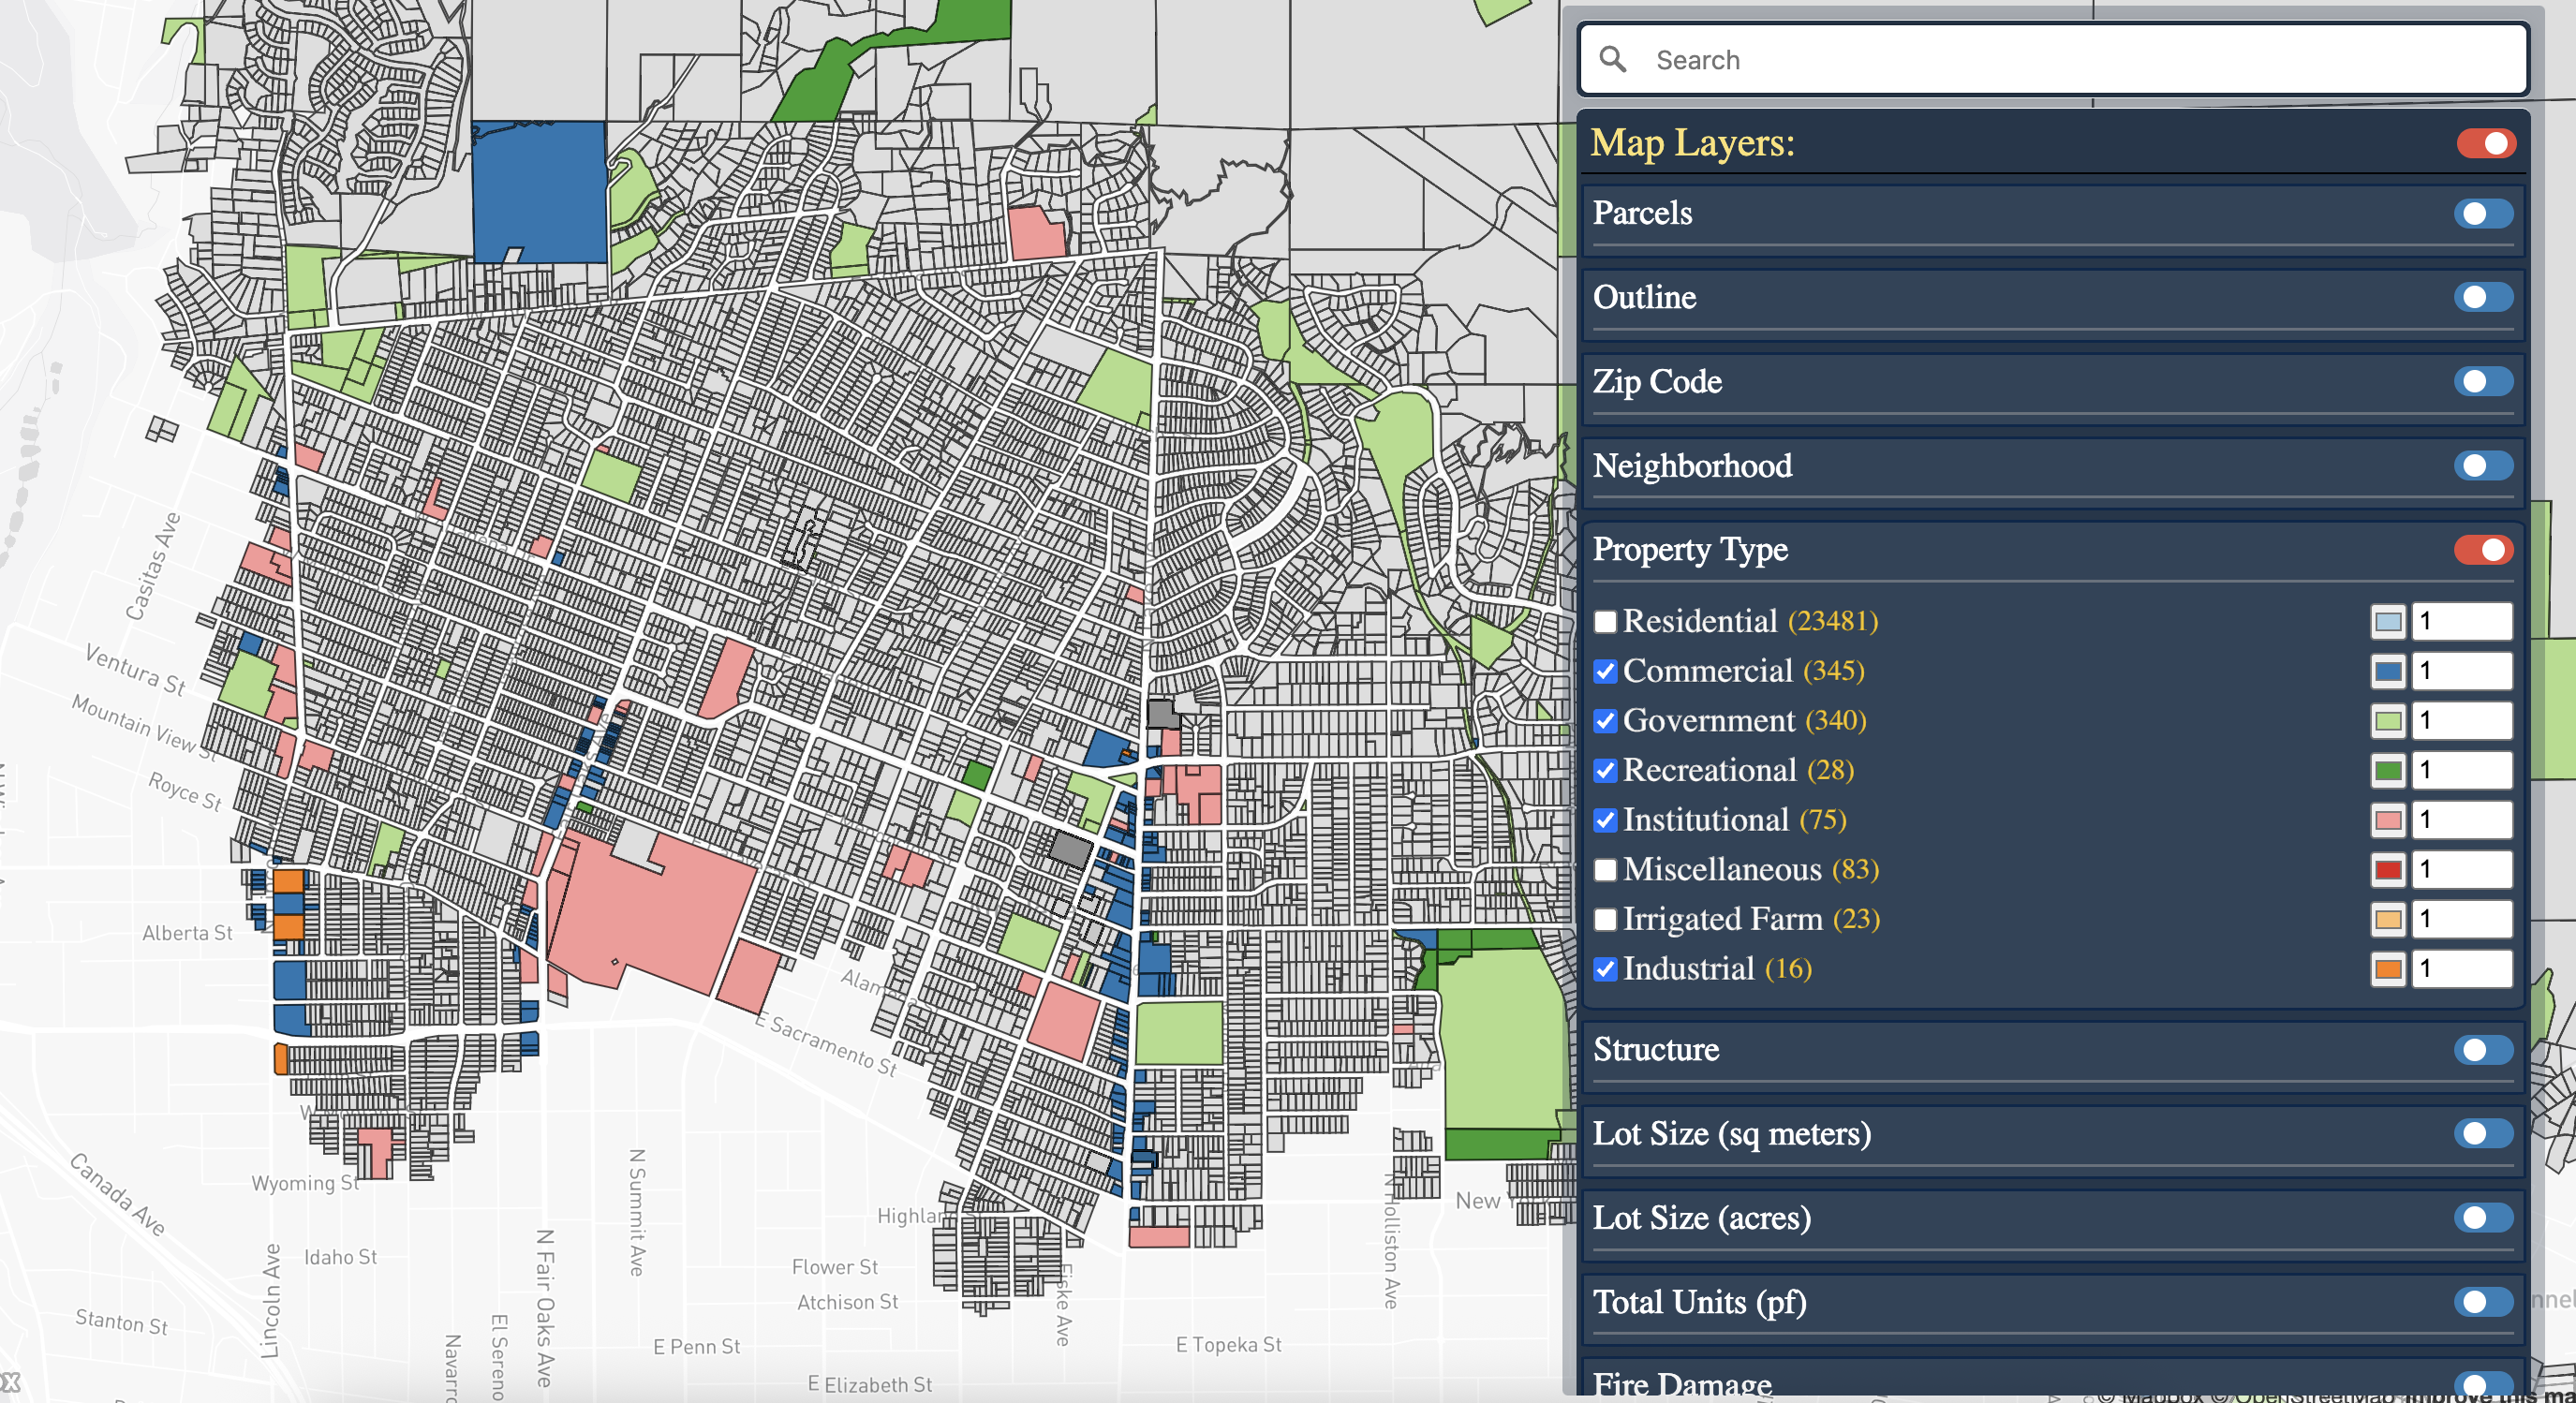 Search
Map Layers:
Parcels
Outline
Zip Code
Neighborhood
Property Type
Residential (23481) 1
Commercial (345) 1
Government (340) 1
Recreational (28) 1
Institutional (75) 1
Miscellaneous (83) 1
Irrigated Farm (23) 1
Industrial (16) 1
Structure
Lot Size (sq meters)
Lot Size (acres)
Total Units (pf)
Fire Damage
Casitas Ave
Ventura St
Mountain View St
Royce St
Alberta St
E Sacramento St
Wyoming St
Canada Ave
Idaho St
Stanton St
Lincoln Ave
Navarro
El Sereno
N Fair Oaks Ave
N Summit Ave
Flower St
Atchison St
E Penn St
E Elizabeth St
Fiske Ave
E Topeka St
N Holliston Ave
New
© Mapbox © OpenStreetMap Improve this ma